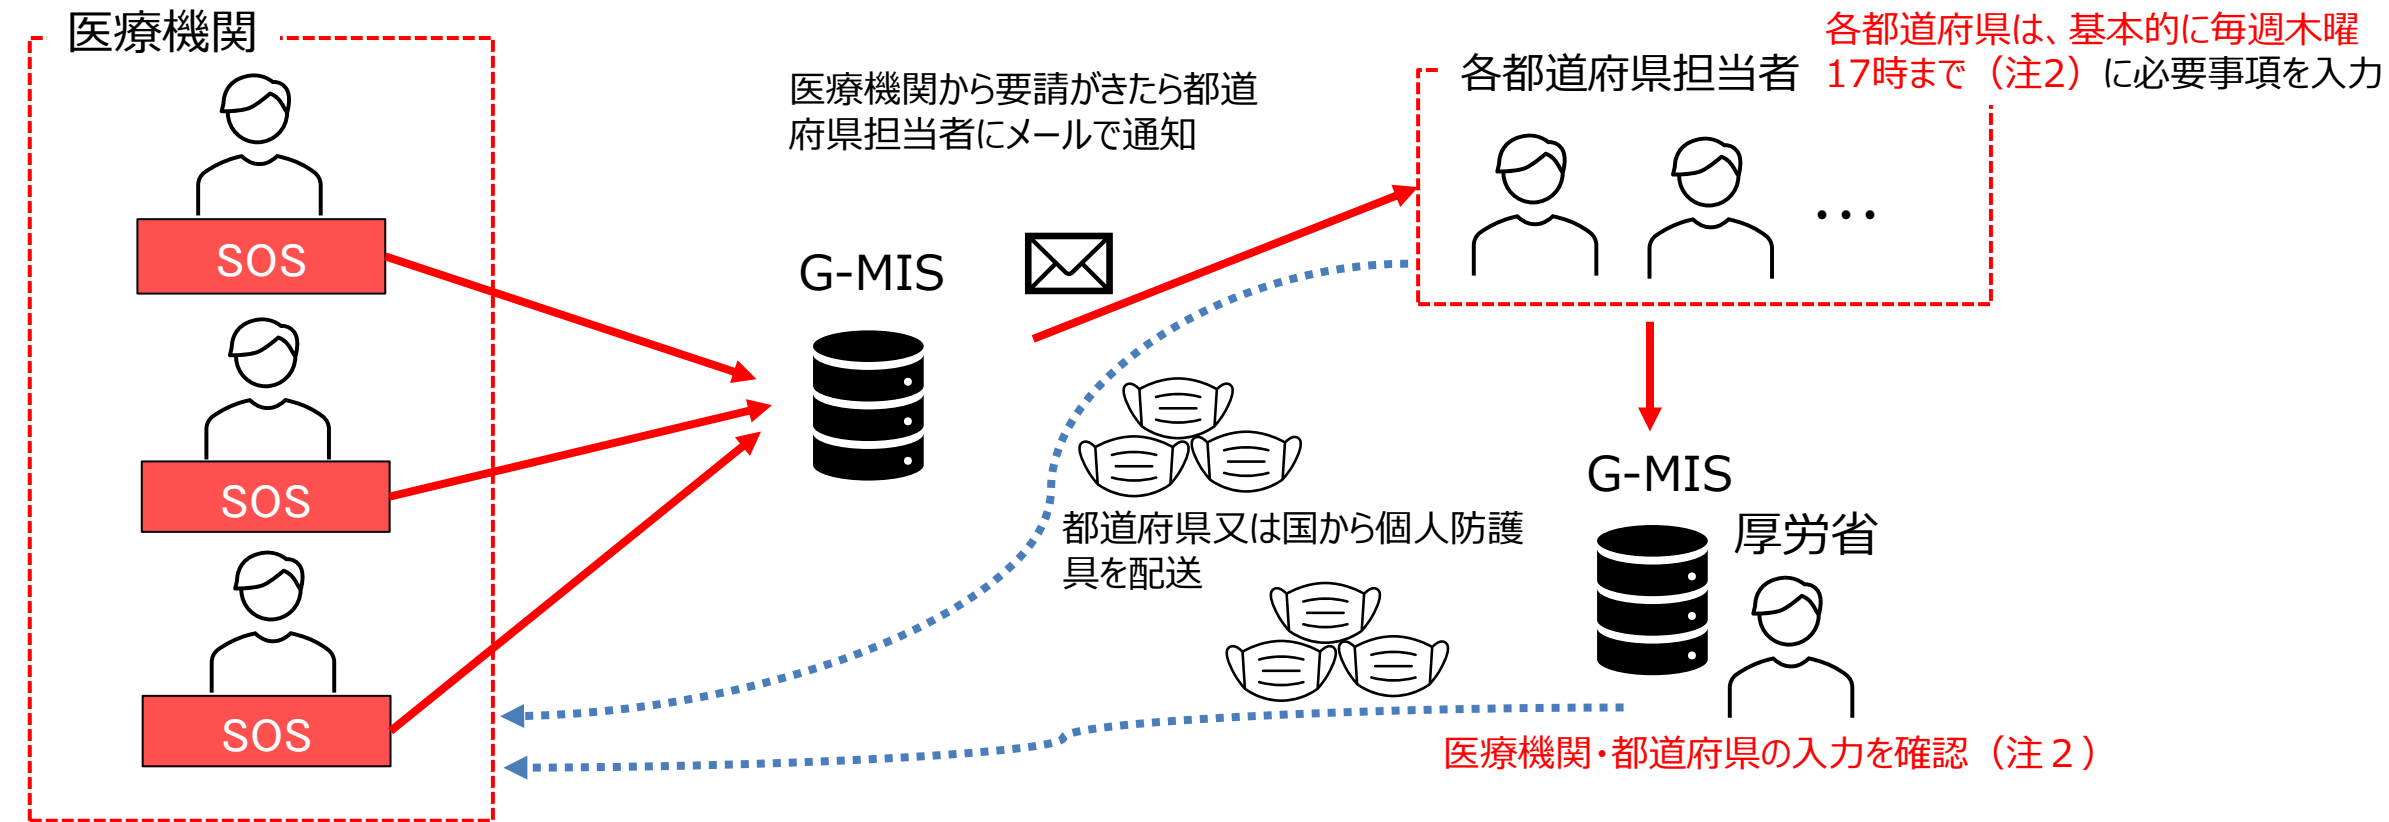 医療機関
SOS
SOS
SOS
医療機関から要請がきたら都道
府県担当者にメールで通知
G-MIS
各都道府県担当者
各都道府県は、基本的に毎週木曜
17時まで（注2）に必要事項を入力
…
都道府県又は国から個人防護
具を配送
G-MIS
厚労省
医療機関・都道府県の入力を確認（注２）